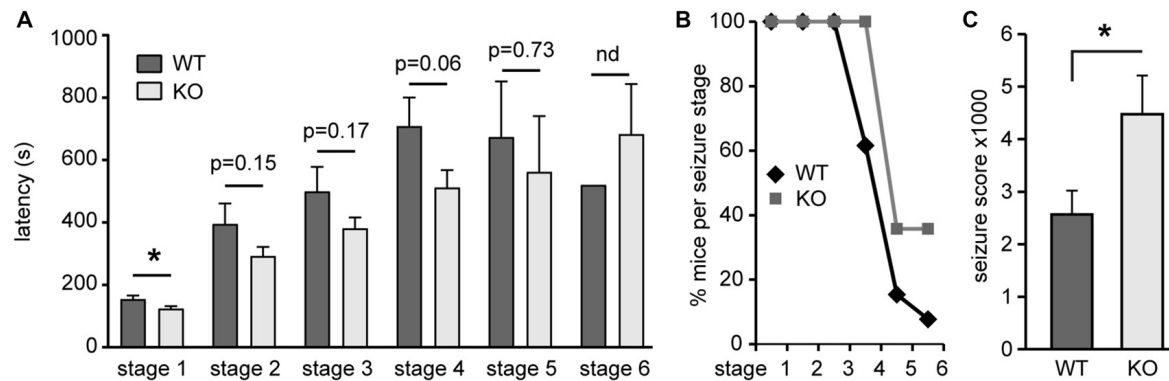 A
latency (s)
1000
800
600
400
200
0
WT
KO
*
p=0.15
p=0.17
p=0.06
p=0.73
nd
stage 1 stage 2 stage 3 stage 4 stage 5 stage 6
B
% mice per seizure stage
100
80
60
40
20
0
WT
KO
stage 1 2 3 4 5 6
C
seizure score x1000
6
5
4
3
2
1
0
*
WT KO